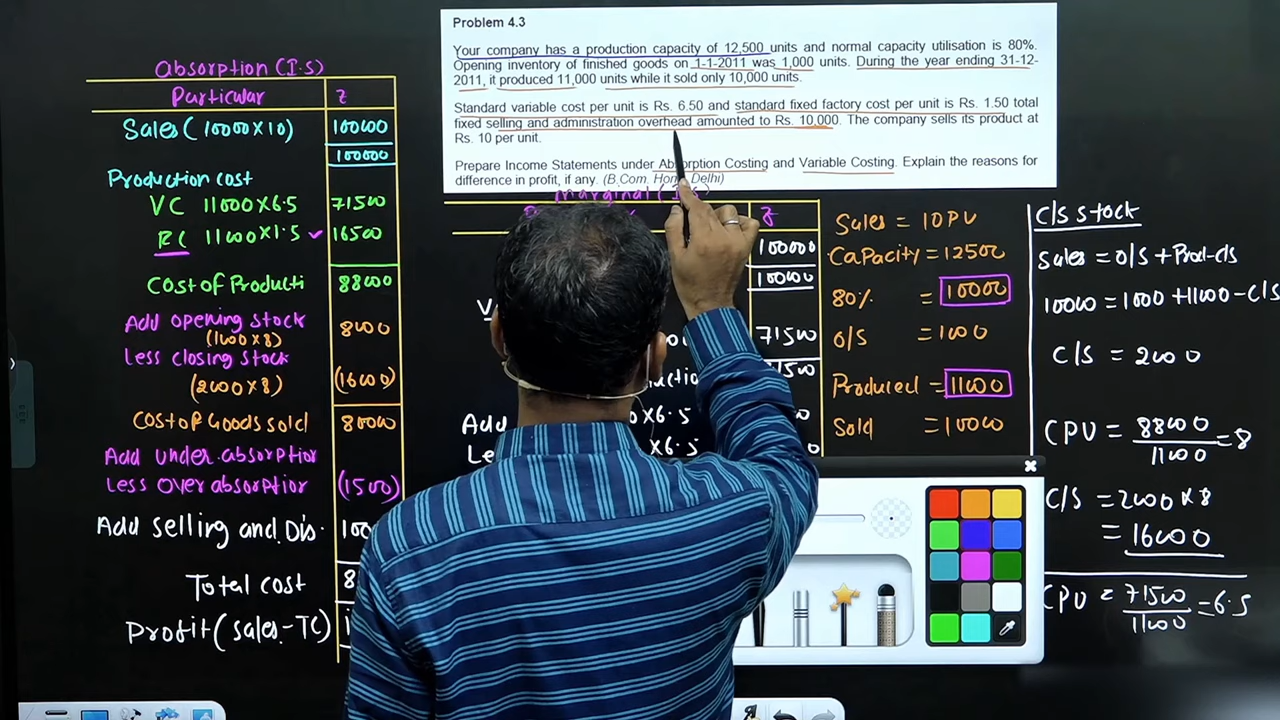 Problem 4.3
Your company has a production capacity of 12,500 units and normal capacity utilisation is 80%.
Opening inventory of finished goods on 1-1-2011 was 1,000 units. During the year ending 31-12-
2011, it produced 11,000 units while it sold only 10,000 units.
Standard variable cost per unit is Rs. 6.50 and standard fixed factory cost per unit is Rs. 1.50 total
fixed selling and administration overhead amounted to Rs. 10,000. The company sells its product at
Rs. 10 per unit.
Prepare Income Statements under Absorption Costing and Variable Costing. Explain the reasons for
difference in profit, if any. (B.Com. Delhi)
absorption (I.S)
Particular ₹
Sales (10000×10) 100000
100000
Production cost
VC 11000×6.5 71500
11000×1.5 16500
Cost of Producti 88000
Add opening stock
(1000×8) 8000
Less closing stock
(2000×8) (16000)
Cost of Goods sold 80000
Add under absorption
Less over absorption (1500)
Add selling and Dis.
Total cost
Profit (Sales-TC)
Marginal
₹
100000
100000
71500
Add ×6.5
×6.5
Sales = 10 PU
Capacity = 12500
80% = 10000
O/S = 1000
Produced = 11000
Sold = 10000
C/S stock
Sales = O/S + Prod - C/S
10000 = 1000 + 11000 - C/S
C/S = 2000
CPU = 88000/11000 = 8
C/S = 2000 × 8
= 16000
CPU = 71500/11000 = 6.5